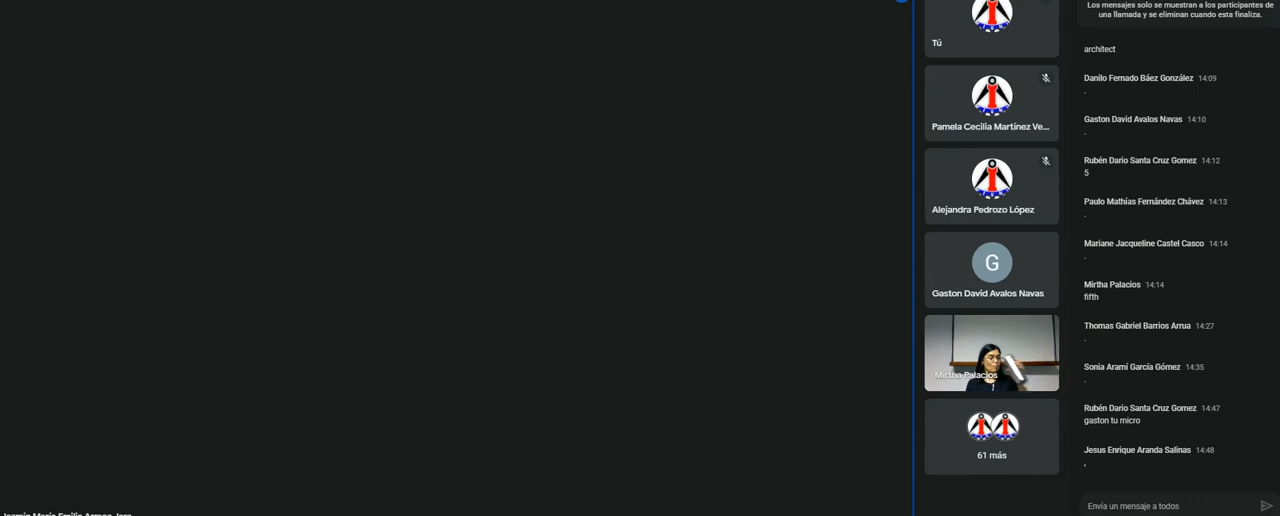 Los mensajes solo se muestran a los participantes de
una llamada y se eliminan cuando esta finaliza.
Tú
architect
Danilo Fernado Báez González 14:09
.
Pamela Cecilia Martínez Ve...
Gaston David Avalos Navas 14:10
.
Rubén Dario Santa Cruz Gomez 14:12
5
Alejandra Pedrozo López
Paulo Mathías Fernández Chávez 14:13
.
Mariane Jacqueline Castel Casco 14:14
.
G
Gaston David Avalos Navas
Mirtha Palacios 14:14
fifth
Thomas Gabriel Barrios Arrua 14:27
.
Mirtha Palacios
Sonia Aramí García Gómez 14:35
.
Rubén Dario Santa Cruz Gomez 14:47
gaston tu micro
61 más
Jesus Enrique Aranda Salinas 14:48
,
Envía un mensaje a todos